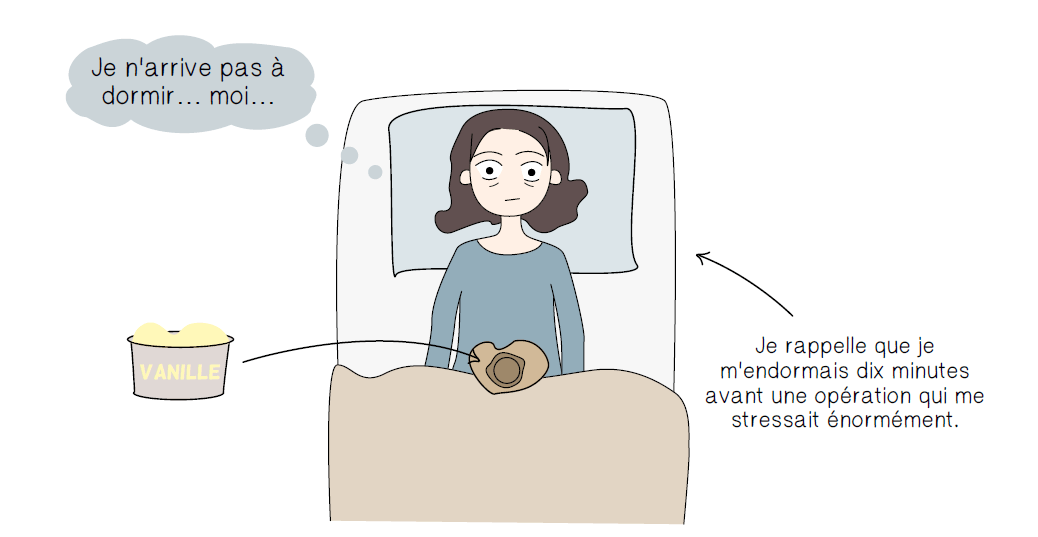 Je n'arrive pas à
dormir... moi...
VANILLE
Je rappelle que je
m'endormais dix minutes
avant une opération qui me
stressait énormément.